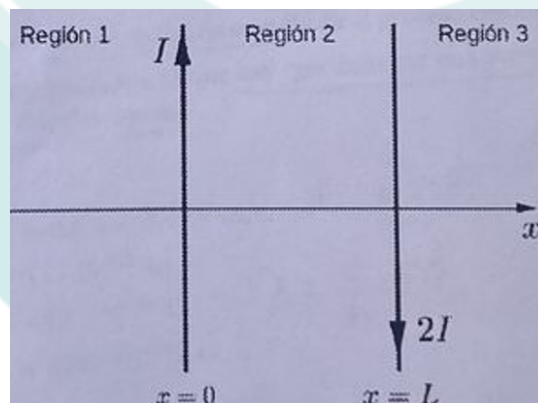 Región 1
Región 2
Región 3
I
x
2I
x = 0
x = L